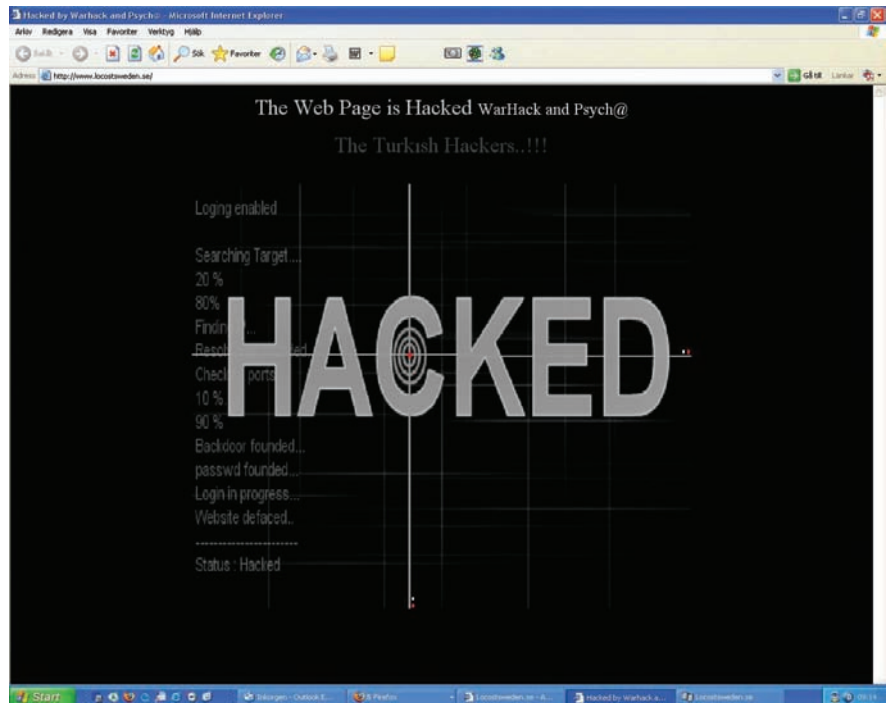 Hacked by Warhack and Psych@ - Microsoft Internet Explorer
Arkiv Redigera Visa Favoriter Verktyg Hjälp
Sök Favoriter
Adress http://www.locostsweden.se/ Gå till Länkar
The Web Page is Hacked WarHack and Psych@
The Turkısh Hackers..!!!
Loging enabled
Searching Target....
20 %
80%
HACKED
10 %
90 %
Backdoor founded...
passwd founded...
Login in progress...
Website defaced..
-----------------------
Status : Hacked
Start Inkorgen - Outlook E... 8 Firefox Locostsweden.se - A... Hacked by Warhack a... Locostsweden.se